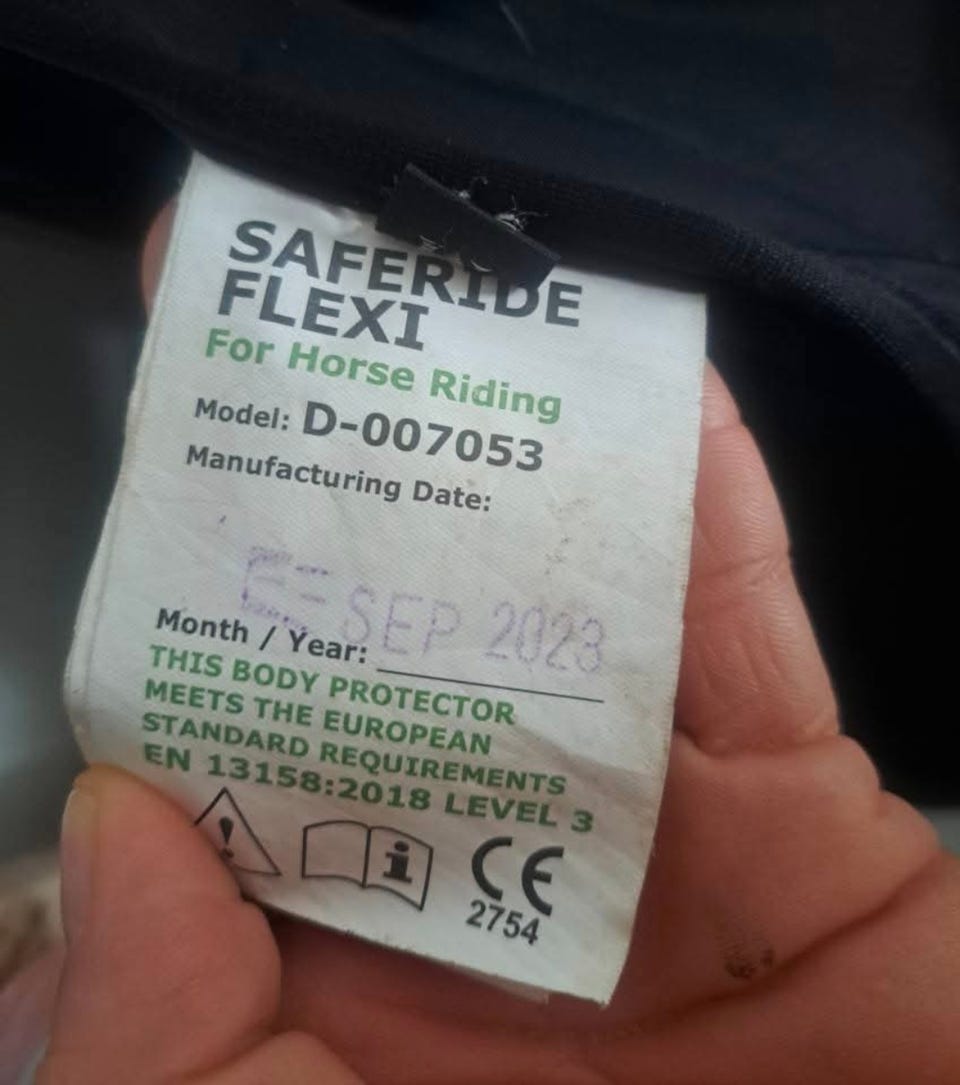 SAFERIDE
FLEXI
For Horse Riding
Model: D-007053
Manufacturing Date:
SEP 2023
Month / Year:
THIS BODY PROTECTOR
MEETS THE EUROPEAN
STANDARD REQUIREMENTS
EN 13158:2018 LEVEL 3
CE
2754